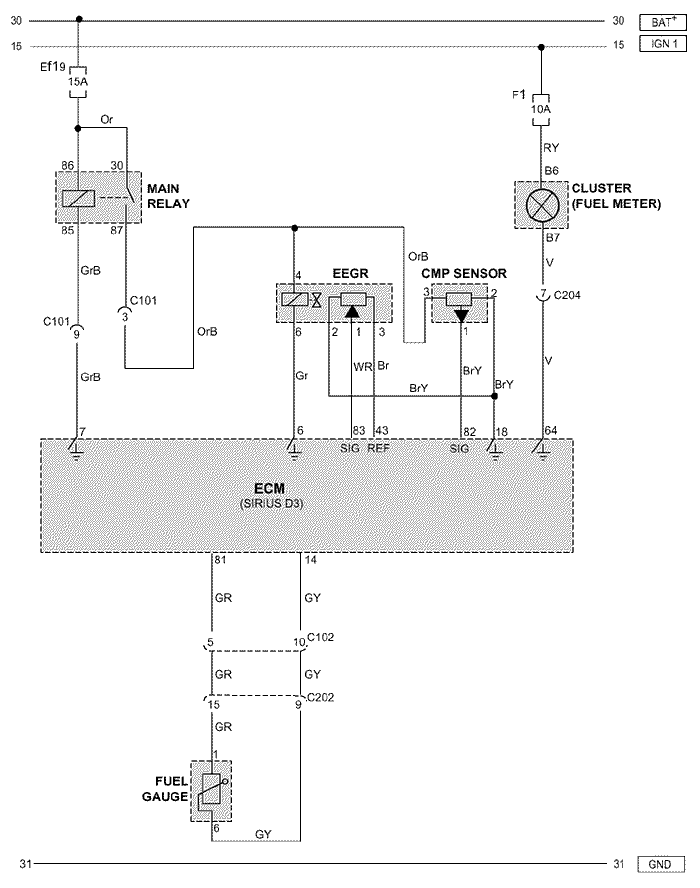 30 30 BAT+
15 15 IGN 1
Ef19
15A
F1
10A
Or
RY
86 30
B6
MAIN
RELAY
CLUSTER
(FUEL METER)
85 87
B7
GrB
OrB
V
4 EEGR CMP SENSOR
C101
3
3 2
7 C204
C101
9
6 2 1 3
1
OrB
GrB
Gr
WR Br
BrY
V
BrY
BrY
7 6 83 43 82 18 64
SIG REF SIG
ECM
(SIRIUS D3)
81 14
GR GY
5 10 C102
GR GY
C202
15 9
GR
1
FUEL
GAUGE
6
GY
31 31 GND